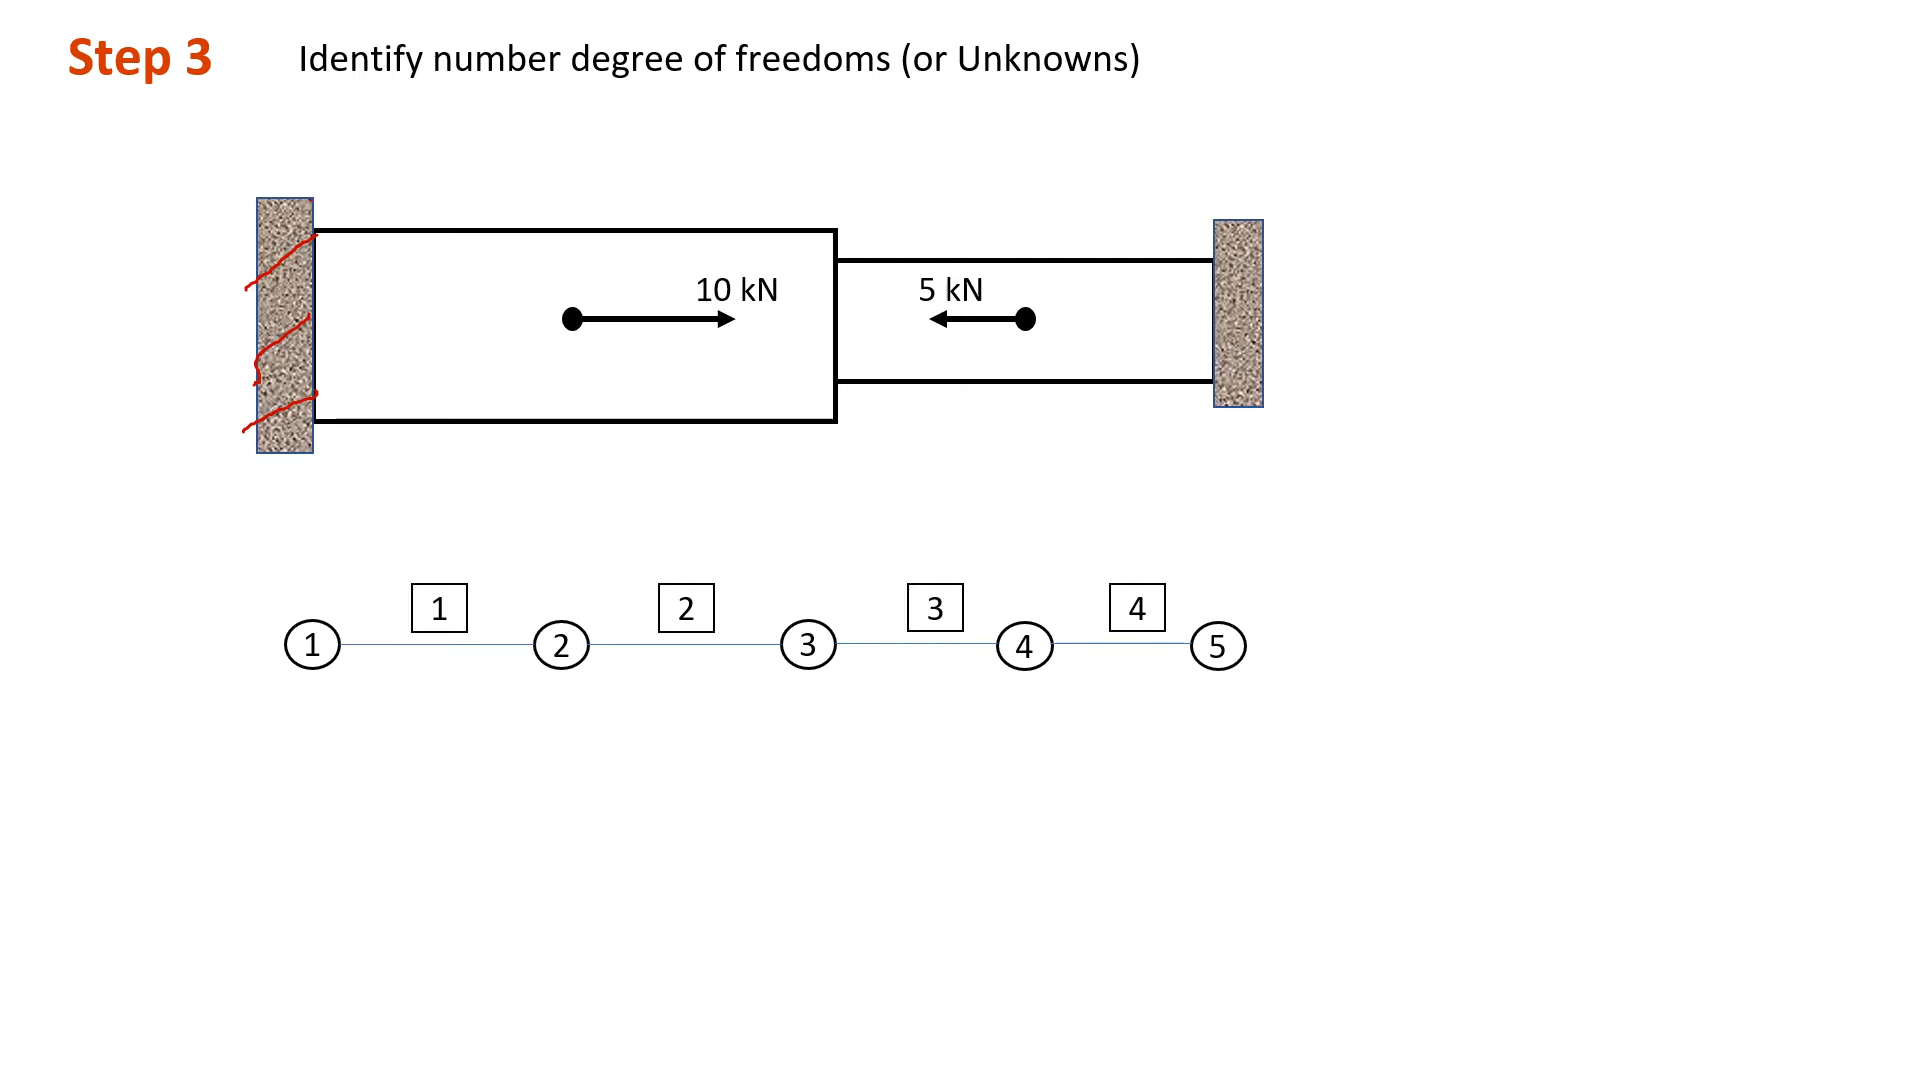 Step 3 Identify number degree of freedoms (or Unknowns)
10 kN 5 kN
1 2 3 4
1 2 3 4 5